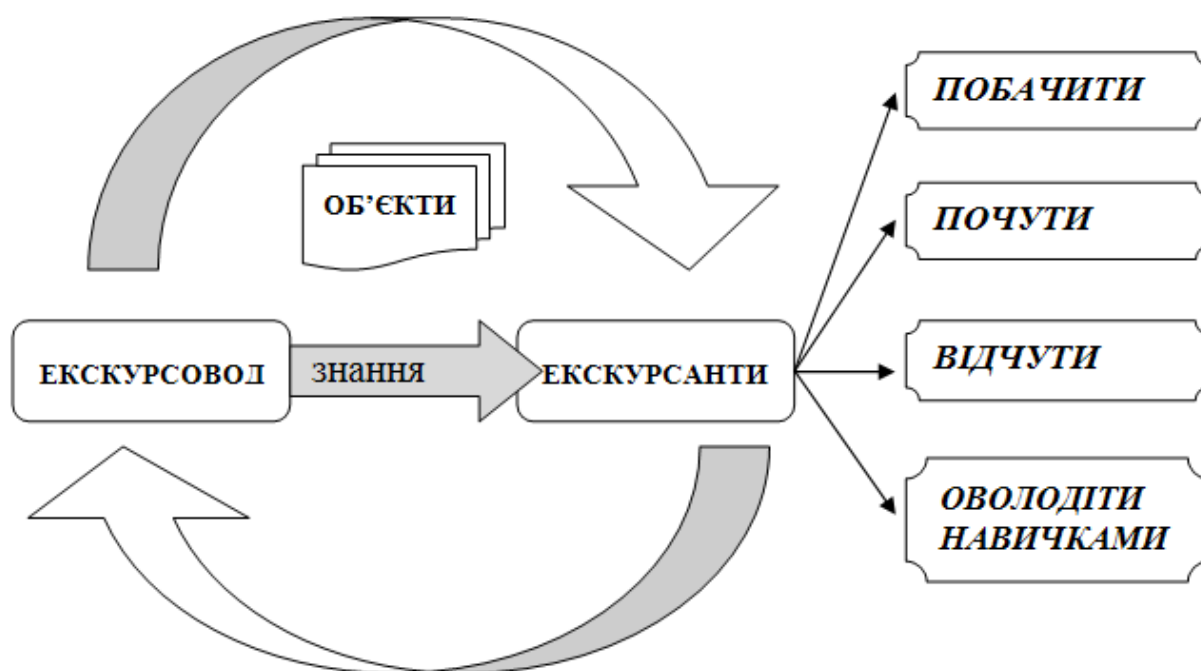 ПОБАЧИТИ
ОБ’ЄКТИ
ПОЧУТИ
ЕКСКУРСОВОД
знання
ЕКСКУРСАНТИ
ВІДЧУТИ
ОВОЛОДІТИ
НАВИЧКАМИ